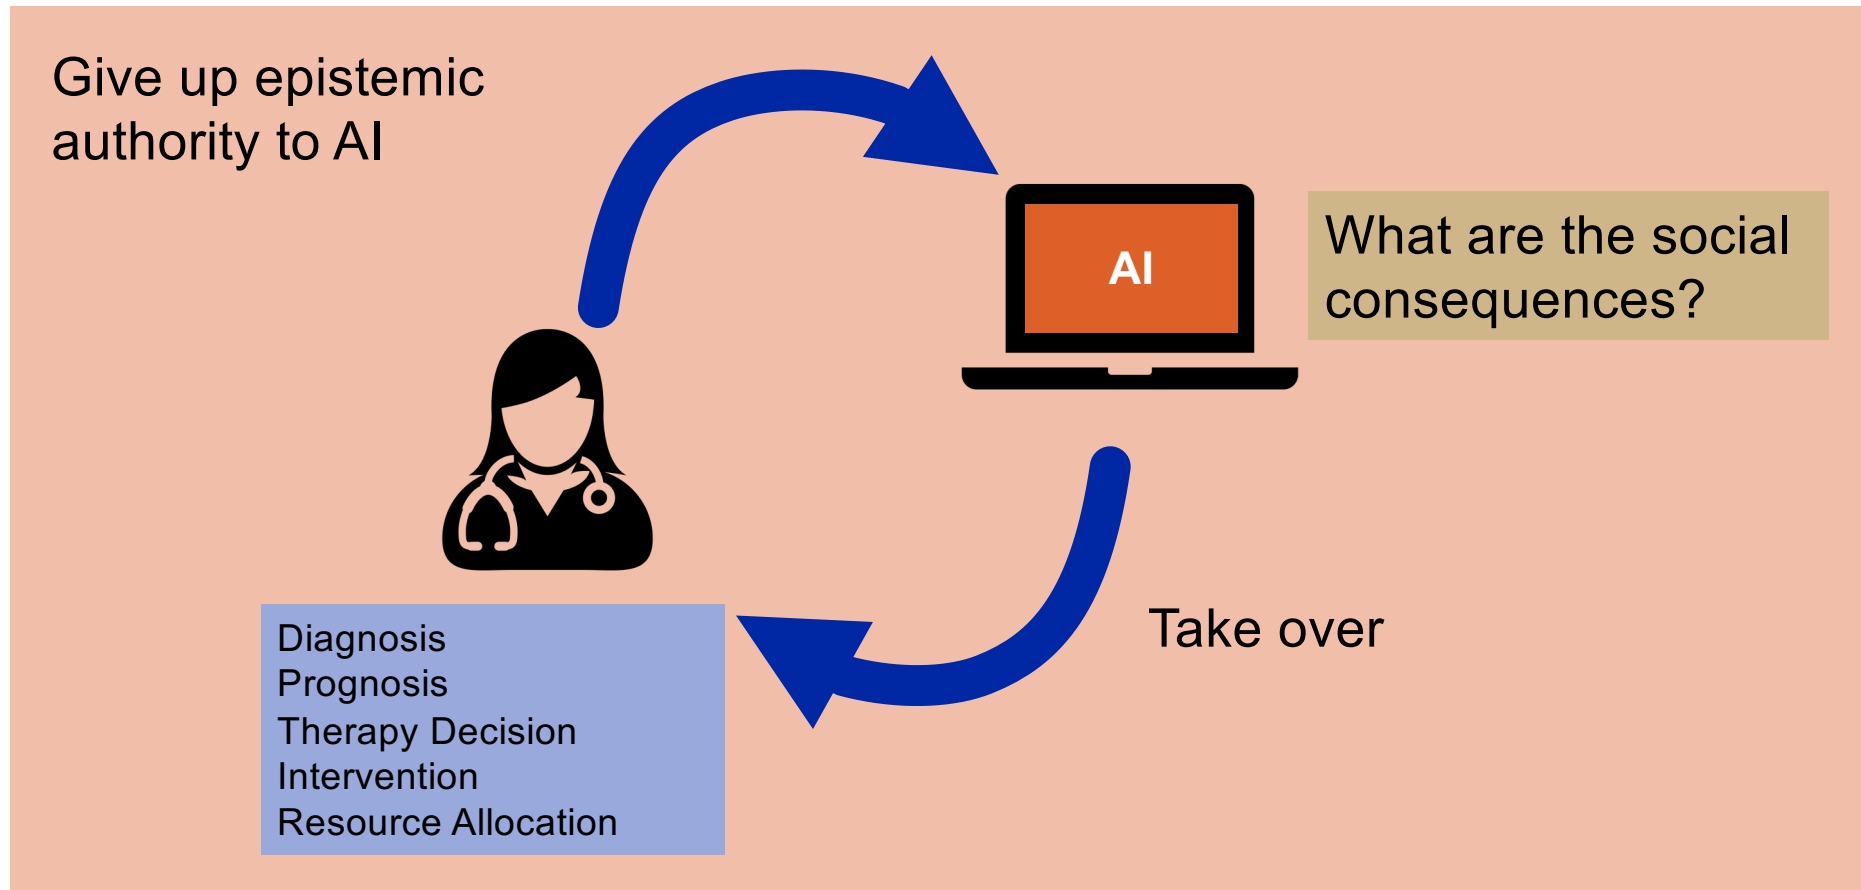 Give up epistemic
authority to AI
AI
What are the social
consequences?
Take over
Diagnosis
Prognosis
Therapy Decision
Intervention
Resource Allocation